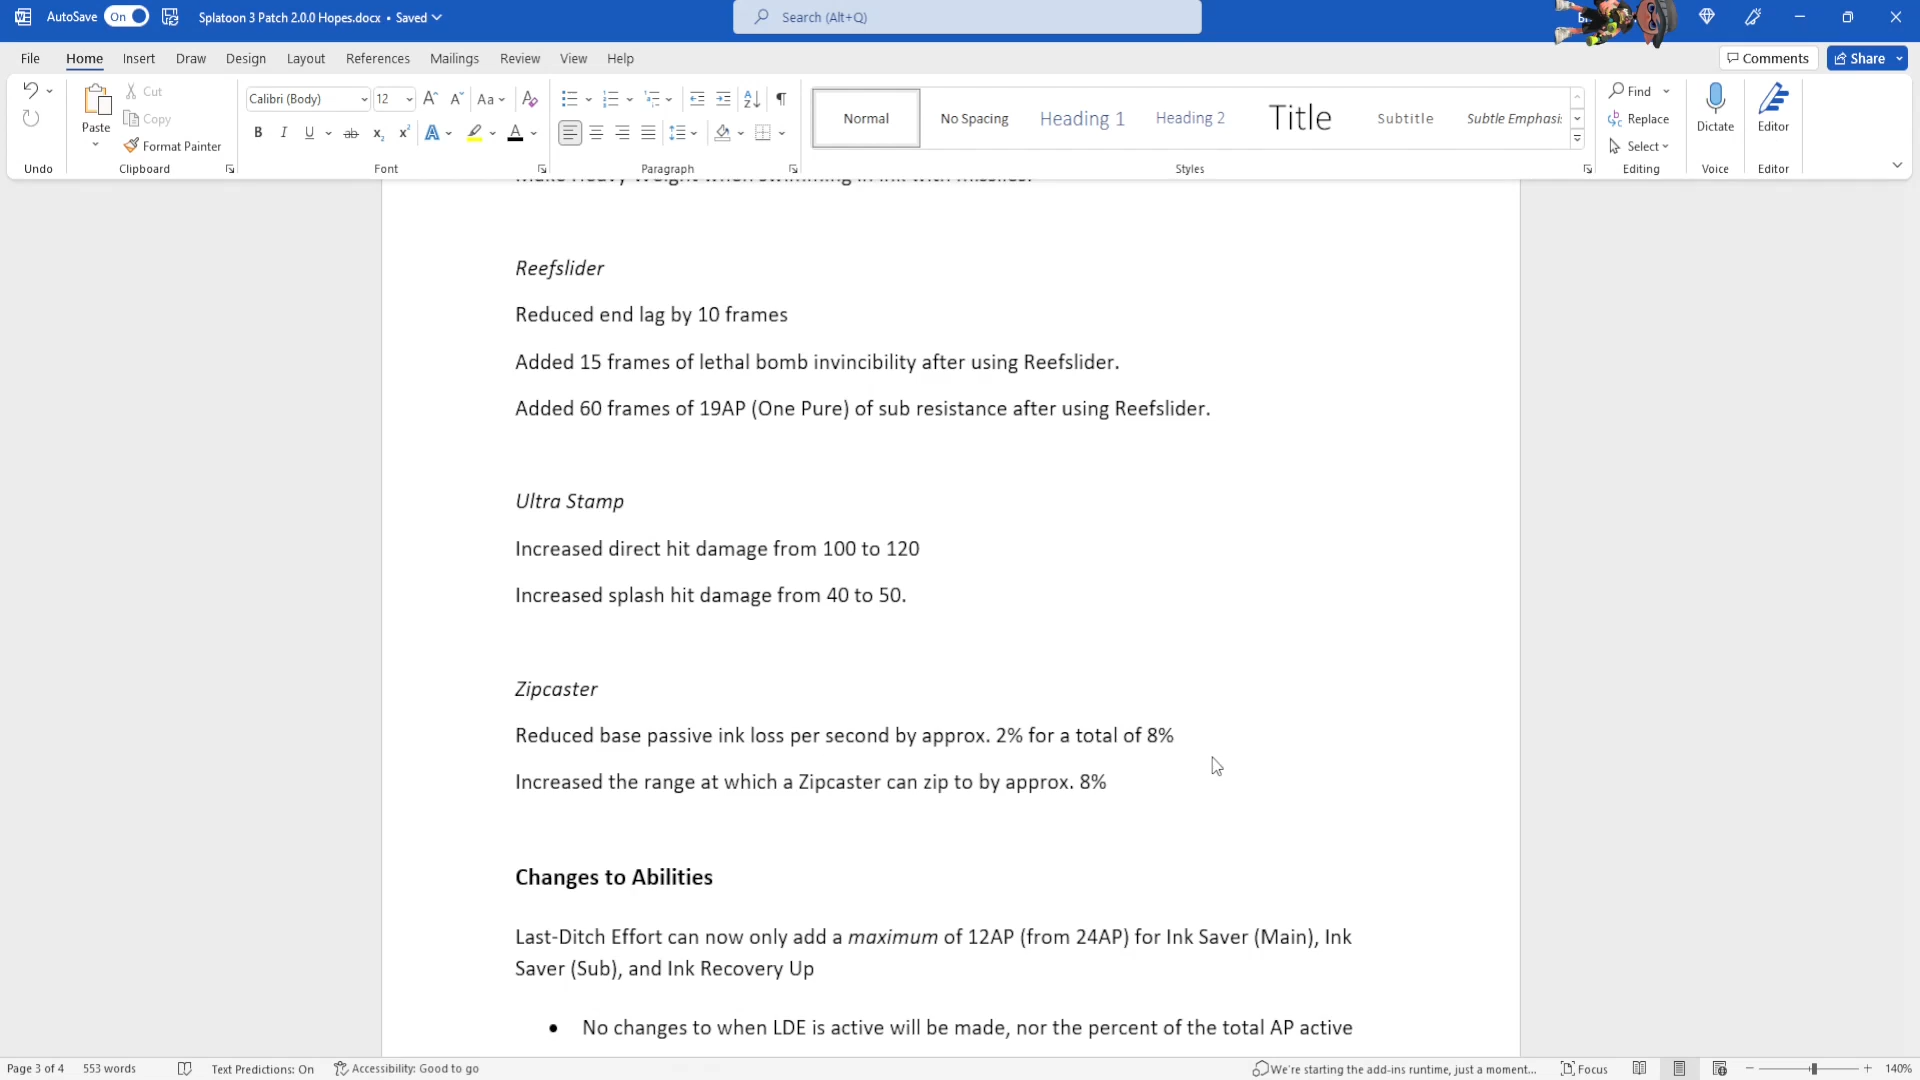 AutoSave On Splatoon 3 Patch 2.0.0 Hopes.docx • Saved Search (Alt+Q)
File Home Insert Draw Design Layout References Mailings Review View Help Comments Share
Undo
Paste
Cut
Copy
Format Painter
Clipboard
Calibri (Body) 12
Font
Paragraph
Normal No Spacing Heading 1 Heading 2 Title Subtitle Subtle Emphasi:
Styles
Find
Replace
Select
Editing
Dictate
Voice
Editor
Editor
Make Heavy Weight when swimming in ink with missiles.
Reefslider
Reduced end lag by 10 frames
Added 15 frames of lethal bomb invincibility after using Reefslider.
Added 60 frames of 19AP (One Pure) of sub resistance after using Reefslider.
Ultra Stamp
Increased direct hit damage from 100 to 120
Increased splash hit damage from 40 to 50.
Zipcaster
Reduced base passive ink loss per second by approx. 2% for a total of 8%
Increased the range at which a Zipcaster can zip to by approx. 8%
Changes to Abilities
Last-Ditch Effort can now only add a maximum of 12AP (from 24AP) for Ink Saver (Main), Ink
Saver (Sub), and Ink Recovery Up
• No changes to when LDE is active will be made, nor the percent of the total AP active
Page 3 of 4 553 words Text Predictions: On Accessibility: Good to go We're starting the add-ins runtime, just a moment... Focus 140%